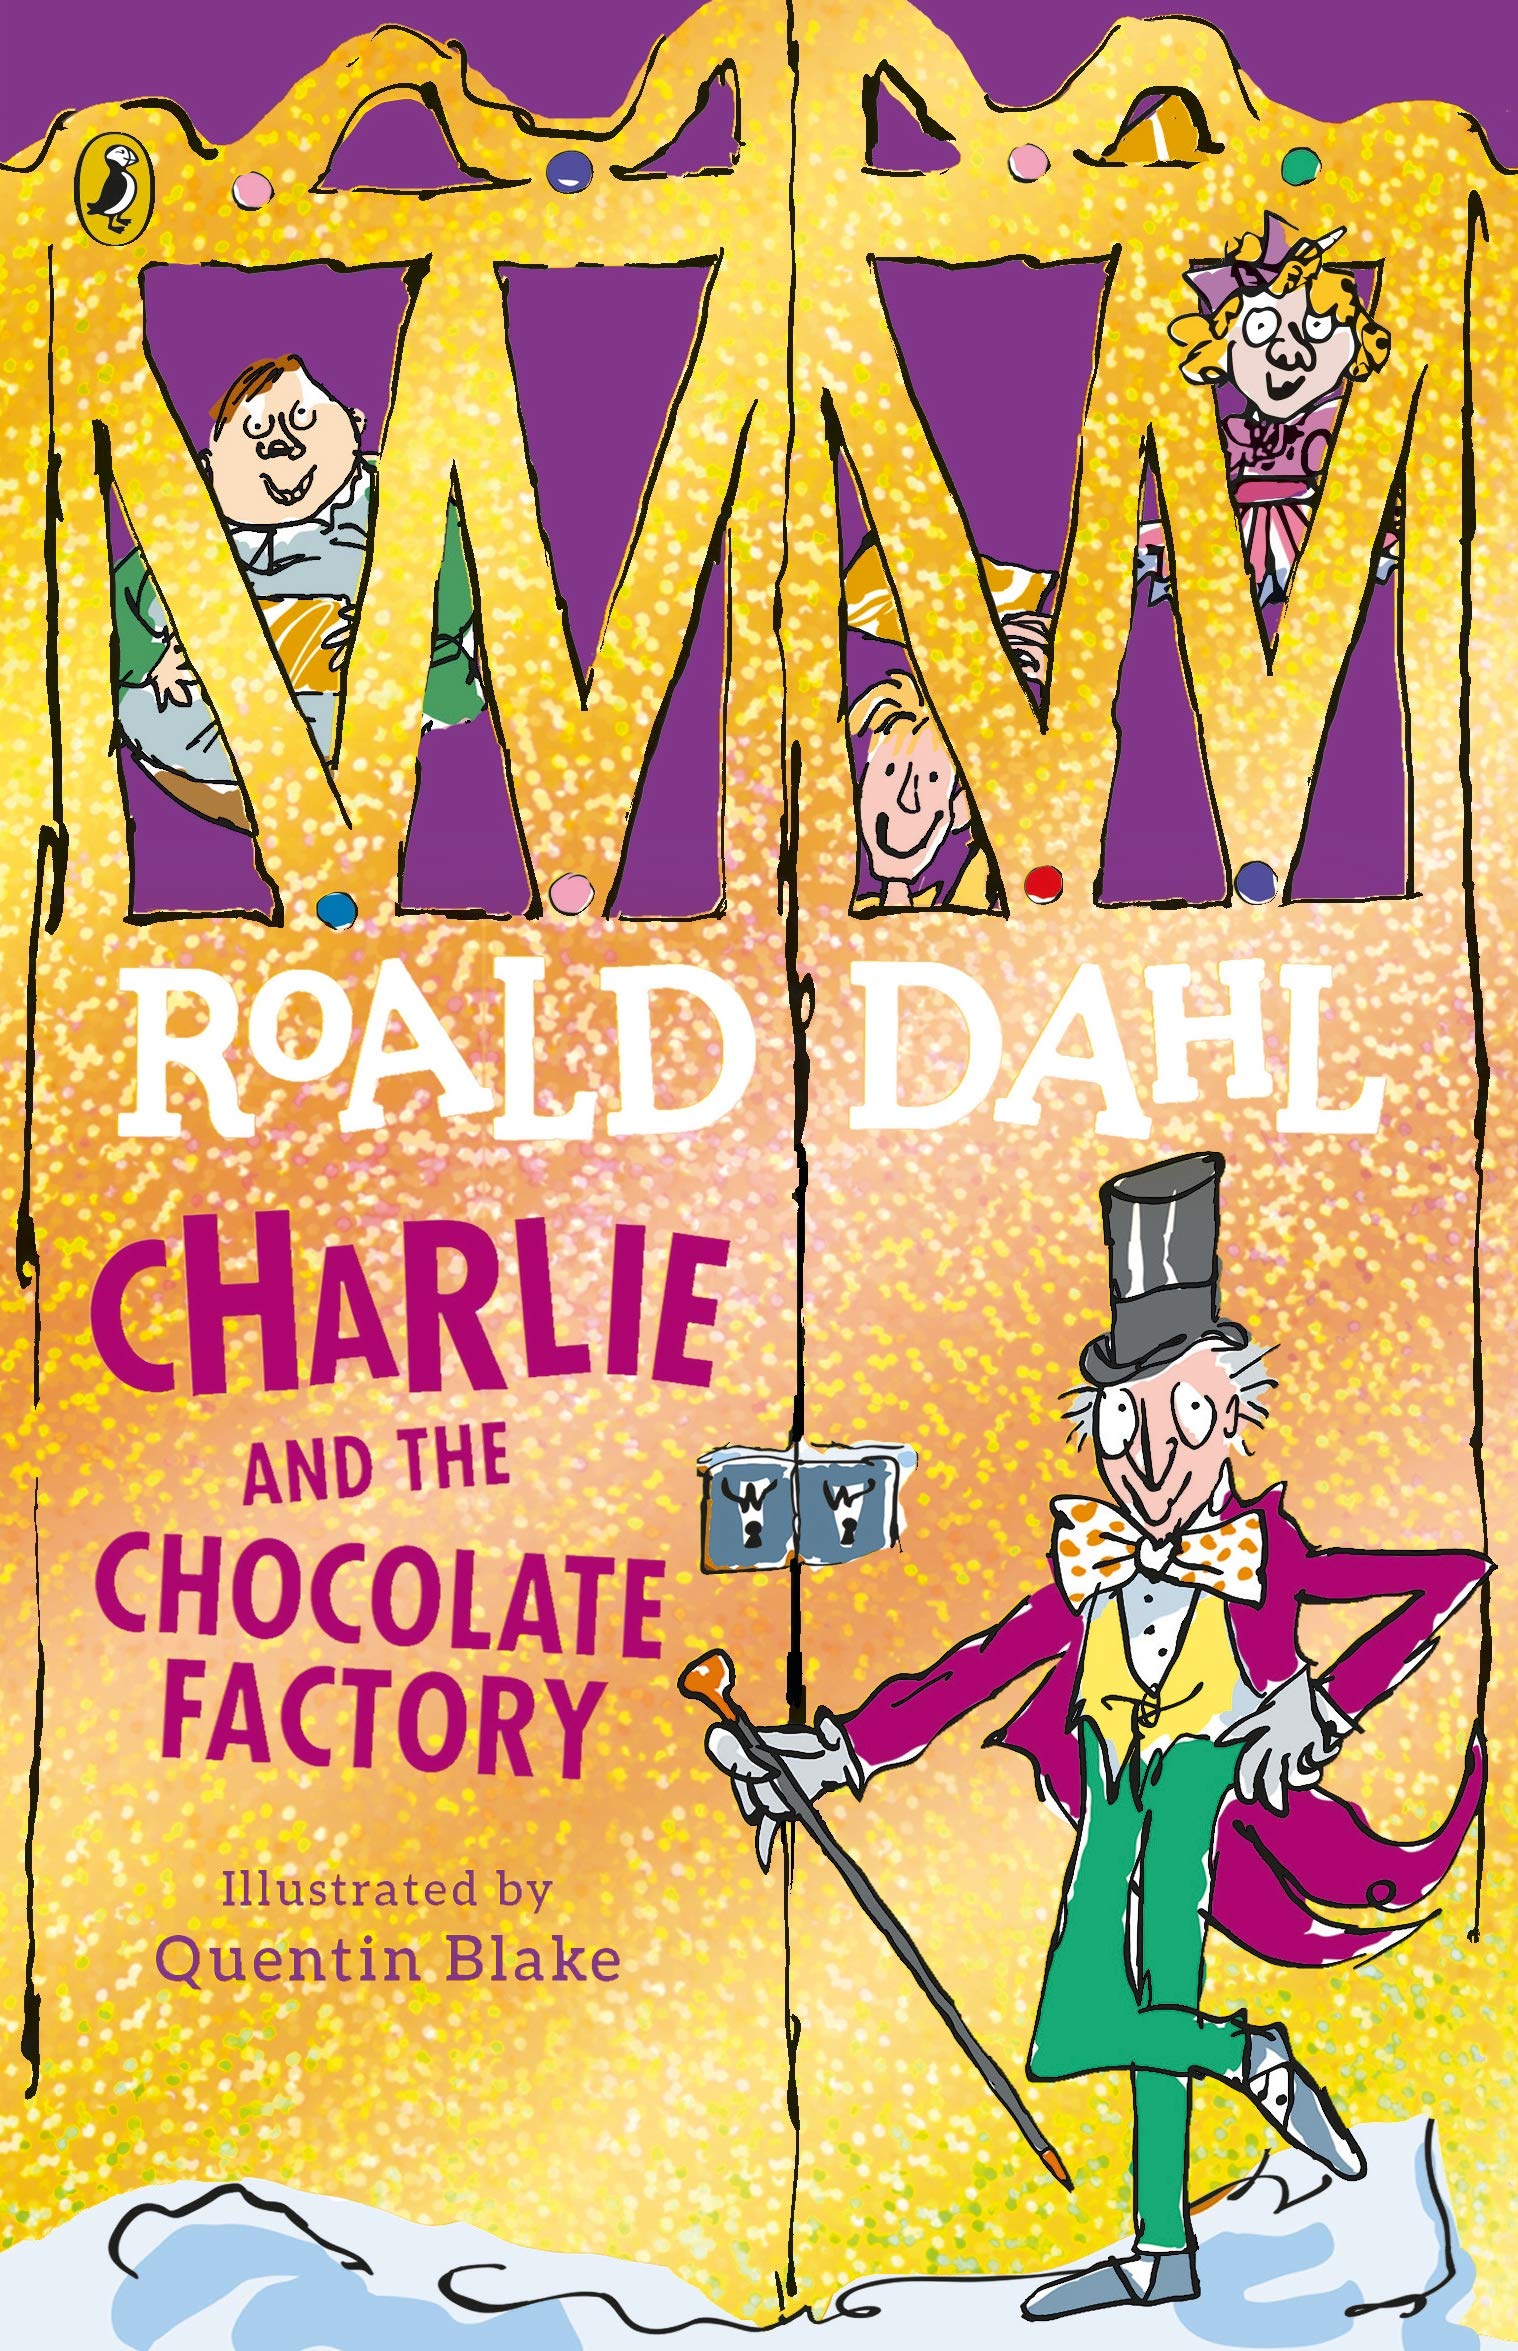 W W
ROALD DAHL
CHARLIE
AND THE
CHOCOLATE
FACTORY
W W
Illustrated by
Quentin Blake